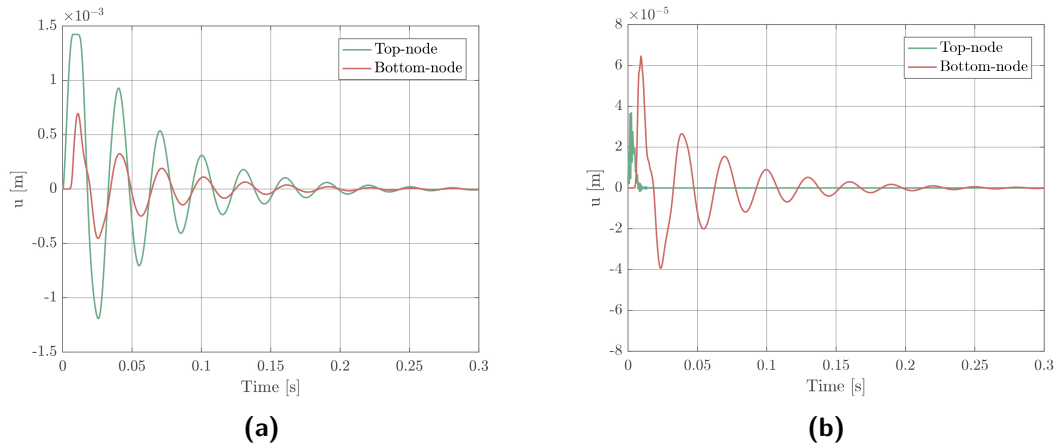 ×10⁻³
1.5
1
0.5
0
-0.5
-1
-1.5
u [m]
0 0.05 0.1 0.15 0.2 0.25 0.3
Time [s]
Top-node
Bottom-node
(a)
×10⁻⁵
8
6
4
2
0
-2
-4
-6
-8
u [m]
0 0.05 0.1 0.15 0.2 0.25 0.3
Time [s]
Top-node
Bottom-node
(b)